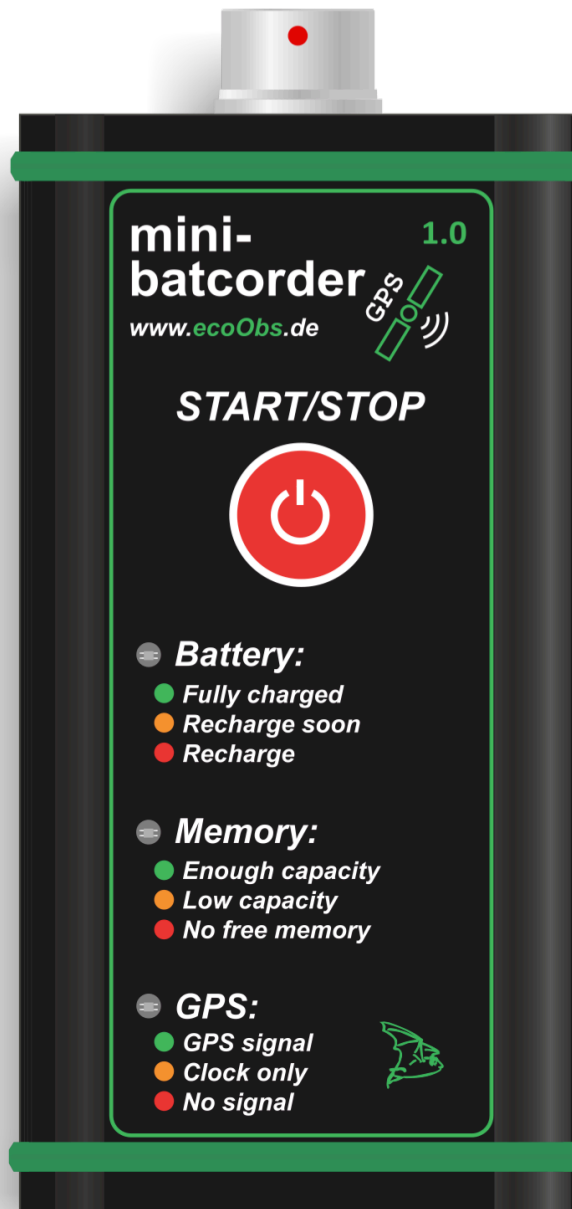 mini-
batcorder
1.0
GPS
www.ecoObs.de
START/STOP
Battery:
Fully charged
Recharge soon
Recharge
Memory:
Enough capacity
Low capacity
No free memory
GPS:
GPS signal
Clock only
No signal